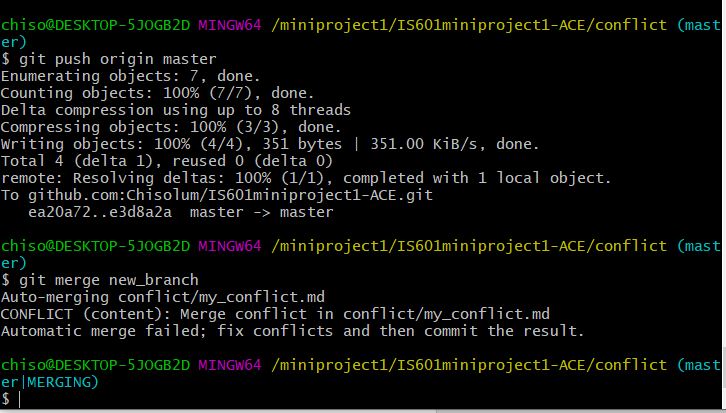 chiso@DESKTOP-5JOGB2D MINGW64 /miniproject1/IS601miniproject1-ACE/conflict (mast
er)
$ git push origin master
Enumerating objects: 7, done.
Counting objects: 100% (7/7), done.
Delta compression using up to 8 threads
Compressing objects: 100% (3/3), done.
Writing objects: 100% (4/4), 351 bytes | 351.00 KiB/s, done.
Total 4 (delta 1), reused 0 (delta 0)
remote: Resolving deltas: 100% (1/1), completed with 1 local object.
To github.com:Chisolum/IS601miniproject1-ACE.git
   ea20a72..e3d8a2a  master -> master
chiso@DESKTOP-5JOGB2D MINGW64 /miniproject1/IS601miniproject1-ACE/conflict (mast
er)
$ git merge new_branch
Auto-merging conflict/my_conflict.md
CONFLICT (content): Merge conflict in conflict/my_conflict.md
Automatic merge failed; fix conflicts and then commit the result.
chiso@DESKTOP-5JOGB2D MINGW64 /miniproject1/IS601miniproject1-ACE/conflict (mast
er|MERGING)
$